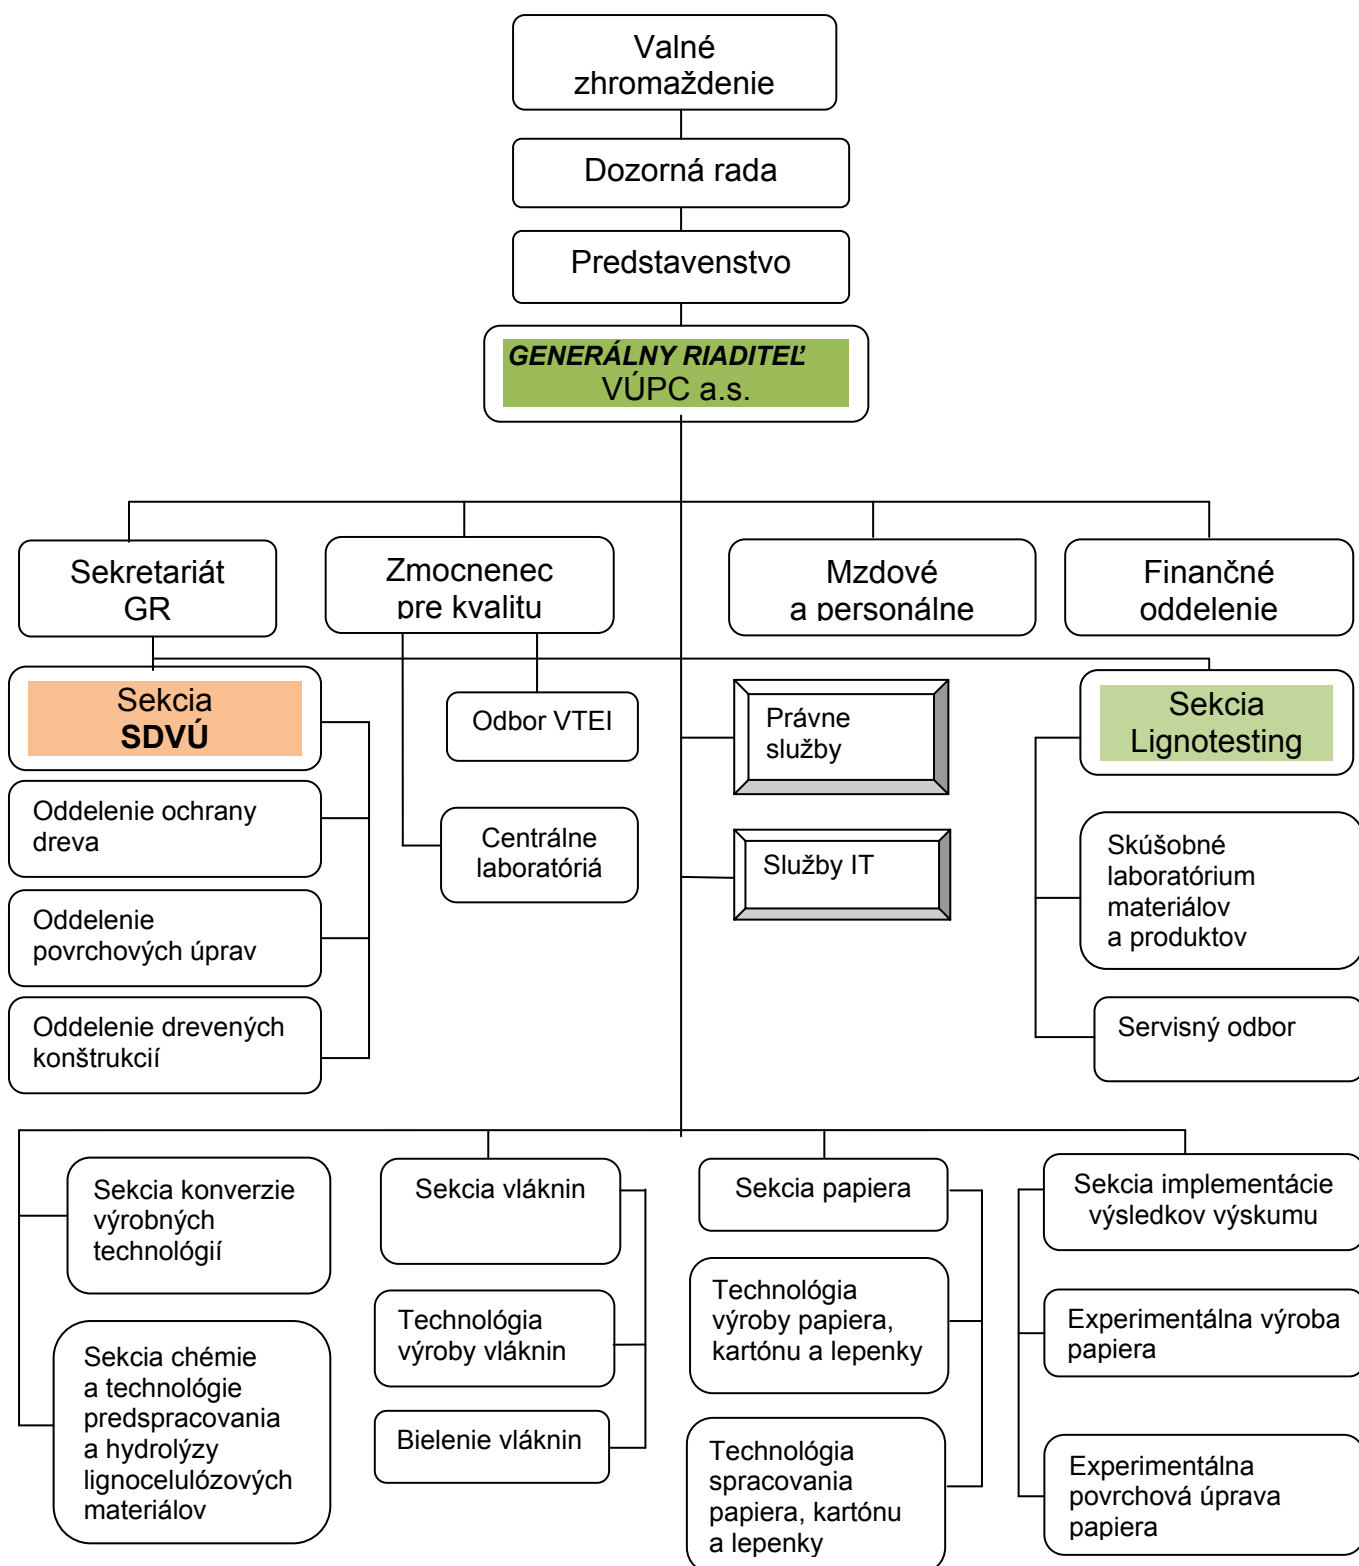 Valné
zhromaždenie
Dozorná rada
Predstavenstvo
GENERÁLNY RIADITEĽ
VÚPC a.s.
Sekretariát
GR
Zmocnenec
pre kvalitu
Mzdové
a personálne
Finančné
oddelenie
Sekcia
SDVÚ
Odbor VTEI
Právne
služby
Sekcia
Lignotesting
Oddelenie ochrany
dreva
Centrálne
laboratóriá
Služby IT
Skúšobné
laboratórium
materiálov
a produktov
Oddelenie
povrchových úprav
Oddelenie drevených
konštrukcií
Servisný odbor
Sekcia konverzie
výrobných
technológií
Sekcia vláknin
Sekcia papiera
Sekcia implementácie
výsledkov výskumu
Sekcia chémie
a technológie
predspracovania
a hydrolýzy
lignocelulózových
materiálov
Technológia
výroby vláknin
Technológia
výroby papiera,
kartónu a lepenky
Experimentálna výroba
papiera
Bielenie vláknin
Technológia
spracovania
papiera, kartónu
a lepenky
Experimentálna
povrchová úprava
papiera